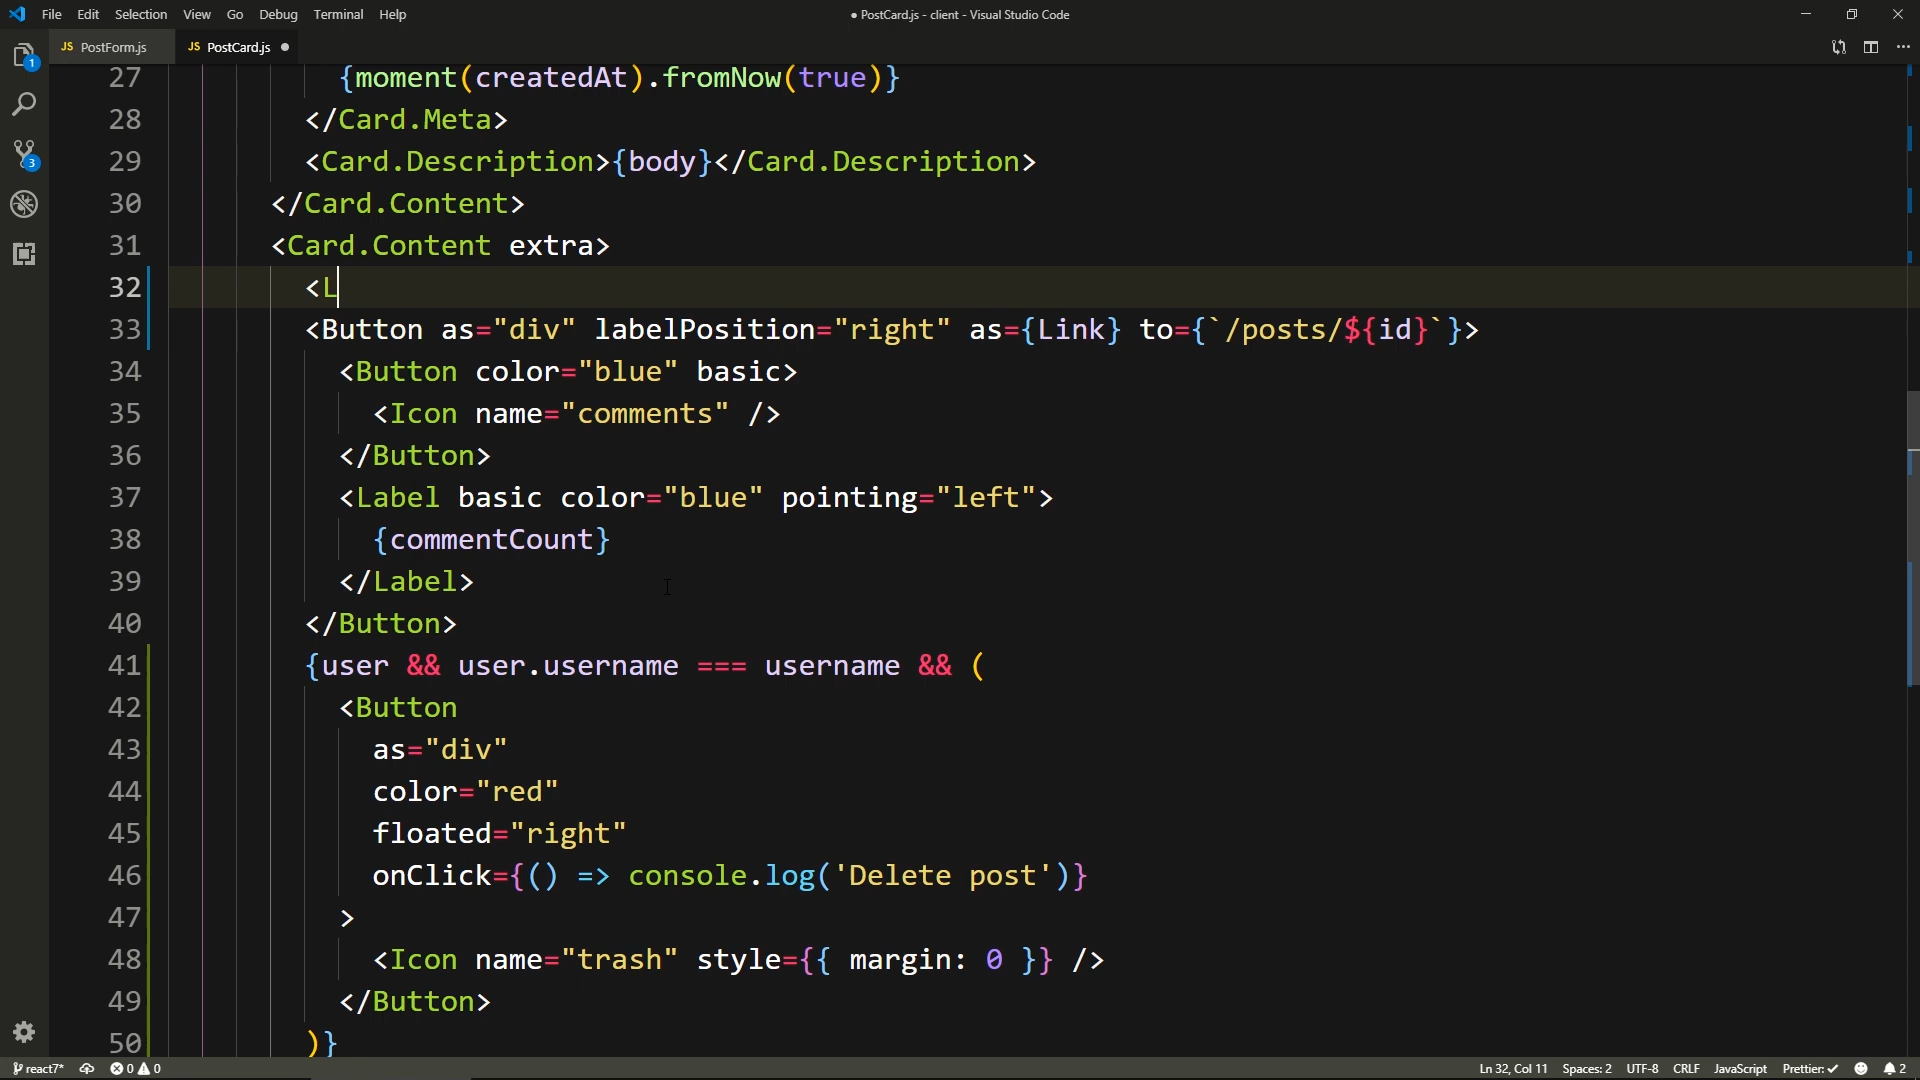 File Edit Selection View Go Debug Terminal Help
● PostCard.js - client - Visual Studio Code
JS PostForm.js
JS PostCard.js ●
27 {moment(createdAt).fromNow(true)}
28 </Card.Meta>
29 <Card.Description>{body}</Card.Description>
30 </Card.Content>
31 <Card.Content extra>
32 <L
33 <Button as="div" labelPosition="right" as={Link} to={`/posts/${id}`}>
34 <Button color="blue" basic>
35 <Icon name="comments" />
36 </Button>
37 <Label basic color="blue" pointing="left">
38 {commentCount}
39 </Label>
40 </Button>
41 {user && user.username === username && (
42 <Button
43 as="div"
44 color="red"
45 floated="right"
46 onClick={() => console.log('Delete post')}
47 >
48 <Icon name="trash" style={{ margin: 0 }} />
49 </Button>
50 )}
1
3
react7* 0 0 Ln 32, Col 11 Spaces: 2 UTF-8 CRLF JavaScript Prettier: ✓ 2